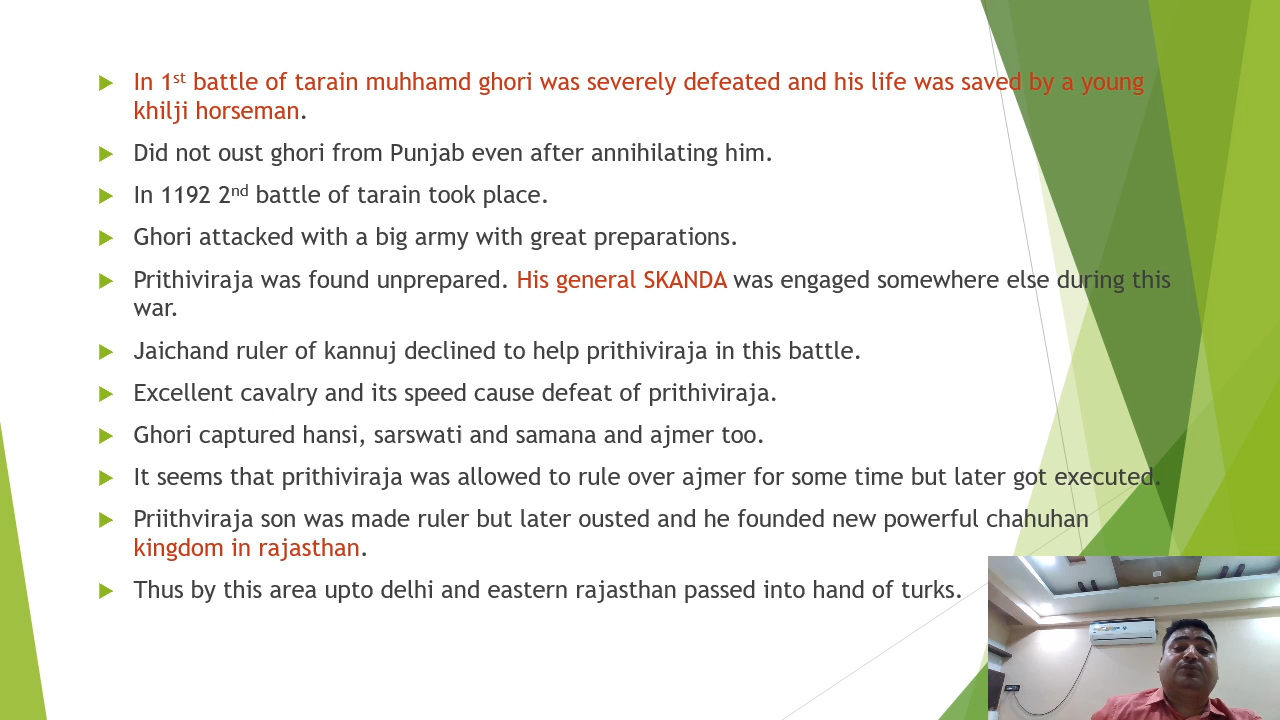 In 1st battle of tarain muhhamd ghori was severely defeated and his life was saved by a young
khilji horseman.
Did not oust ghori from Punjab even after annihilating him.
In 1192 2nd battle of tarain took place.
Ghori attacked with a big army with great preparations.
Prithiviraja was found unprepared. His general SKANDA was engaged somewhere else during this
war.
Jaichand ruler of kannuj declined to help prithiviraja in this battle.
Excellent cavalry and its speed cause defeat of prithiviraja.
Ghori captured hansi, sarswati and samana and ajmer too.
It seems that prithiviraja was allowed to rule over ajmer for some time but later got executed.
Priithviraja son was made ruler but later ousted and he founded new powerful chahuhan
kingdom in rajasthan.
Thus by this area upto delhi and eastern rajasthan passed into hand of turks.